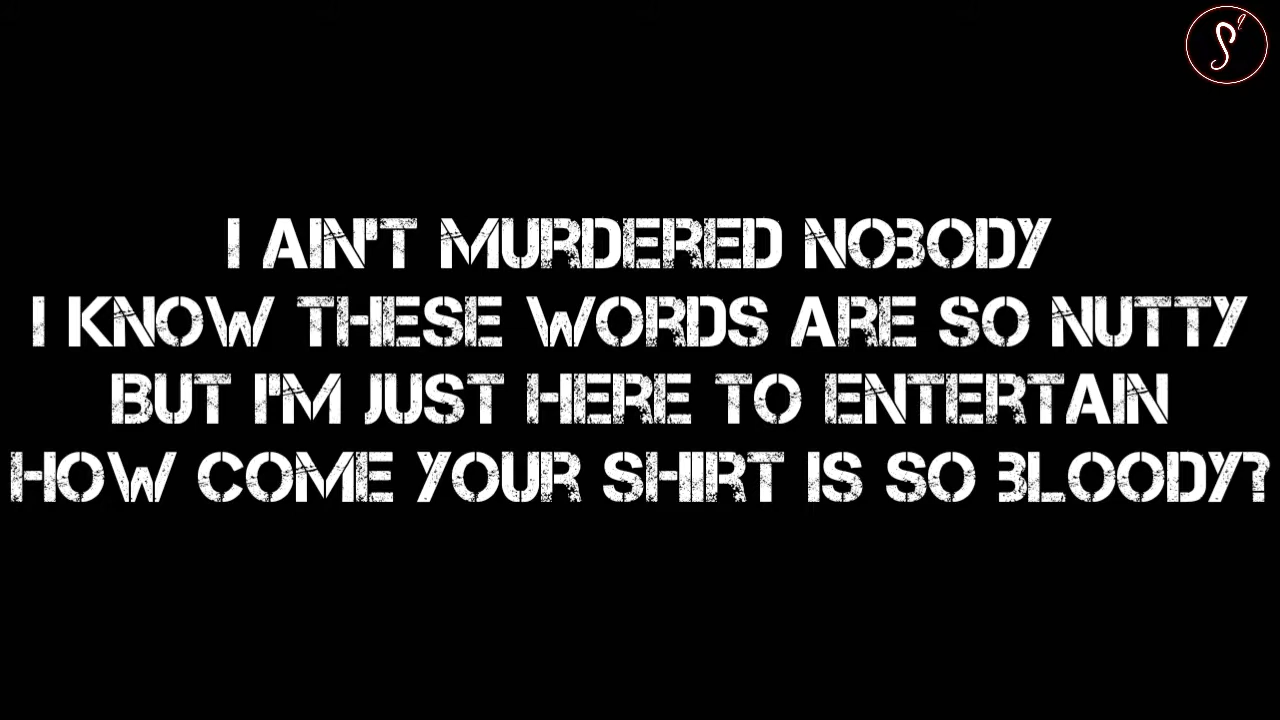 I AIN'T MURDERED NOBODY
I KNOW THESE WORDS ARE SO NUTTY
BUT I'M JUST HERE TO ENTERTAIN
HOW COME YOUR SHIRT IS SO BLOODY?